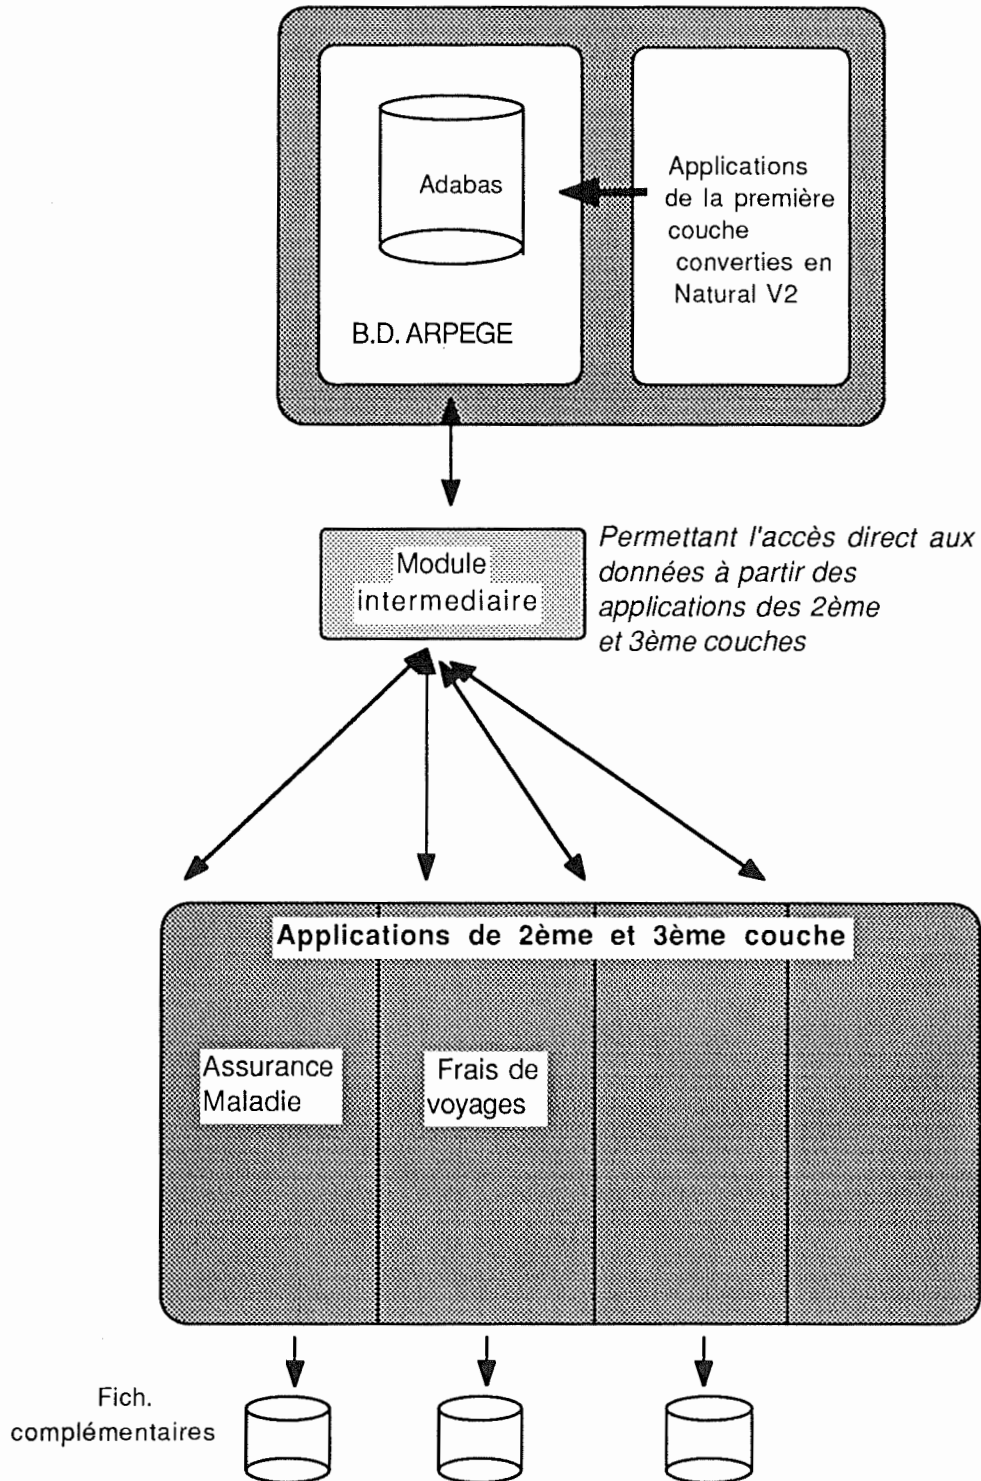 Adabas
B.D. ARPEGE
Applications
de la première
couche
converties en
Natural V2
Module
intermediaire
Permettant l'accès direct aux
données à partir des
applications des 2ème
et 3ème couches
Applications de 2ème et 3ème couche
Assurance
Maladie
Frais de
voyages
Fich.
complémentaires